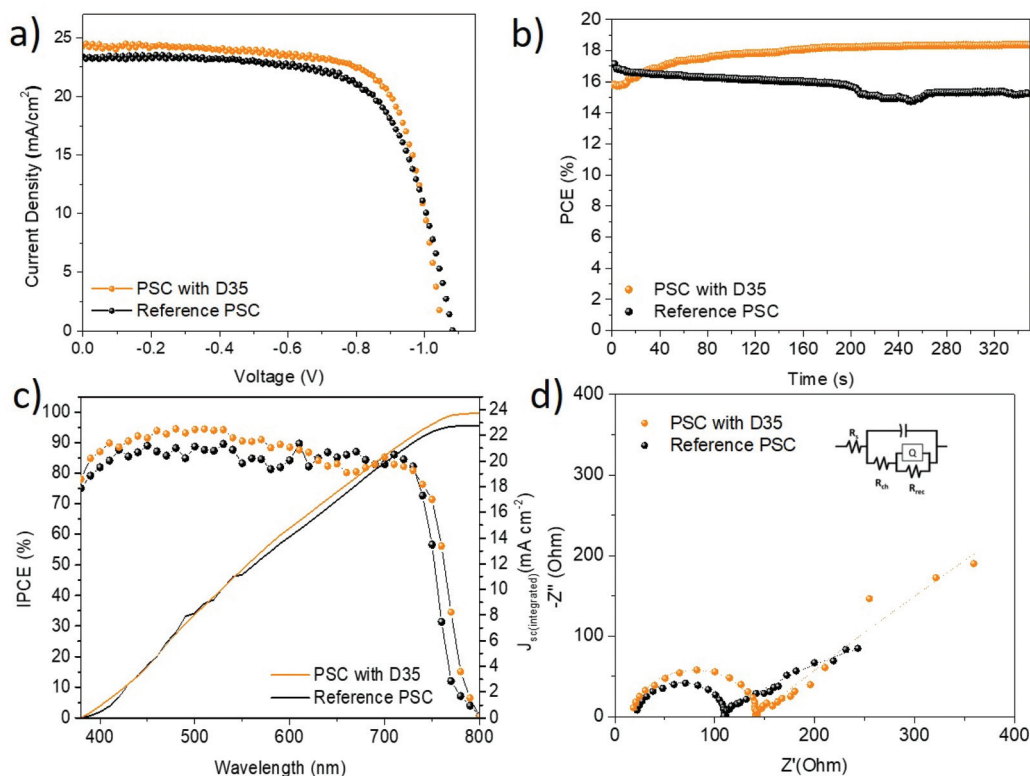 a)
25
20
15
10
5
0
Current Density (mA/cm²)
PSC with D35
Reference PSC
0.0 -0.2 -0.4 -0.6 -0.8 -1.0
Voltage (V)
b)
20
18
16
14
12
10
8
6
4
2
0
PCE (%)
PSC with D35
Reference PSC
0 40 80 120 160 200 240 280 320
Time (s)
c)
100
90
80
70
60
50
40
30
20
10
0
IPCE (%)
24
22
20
18
16
14
12
10
8
6
4
2
0
Jsc(integrated)(mA cm⁻²)
PSC with D35
Reference PSC
400 500 600 700 800
Wavelength (nm)
d)
400
300
200
100
0
-Z''(Ohm)
PSC with D35
Reference PSC
Rs
Q
Rch
Rrec
0 100 200 300 400
Z'(Ohm)